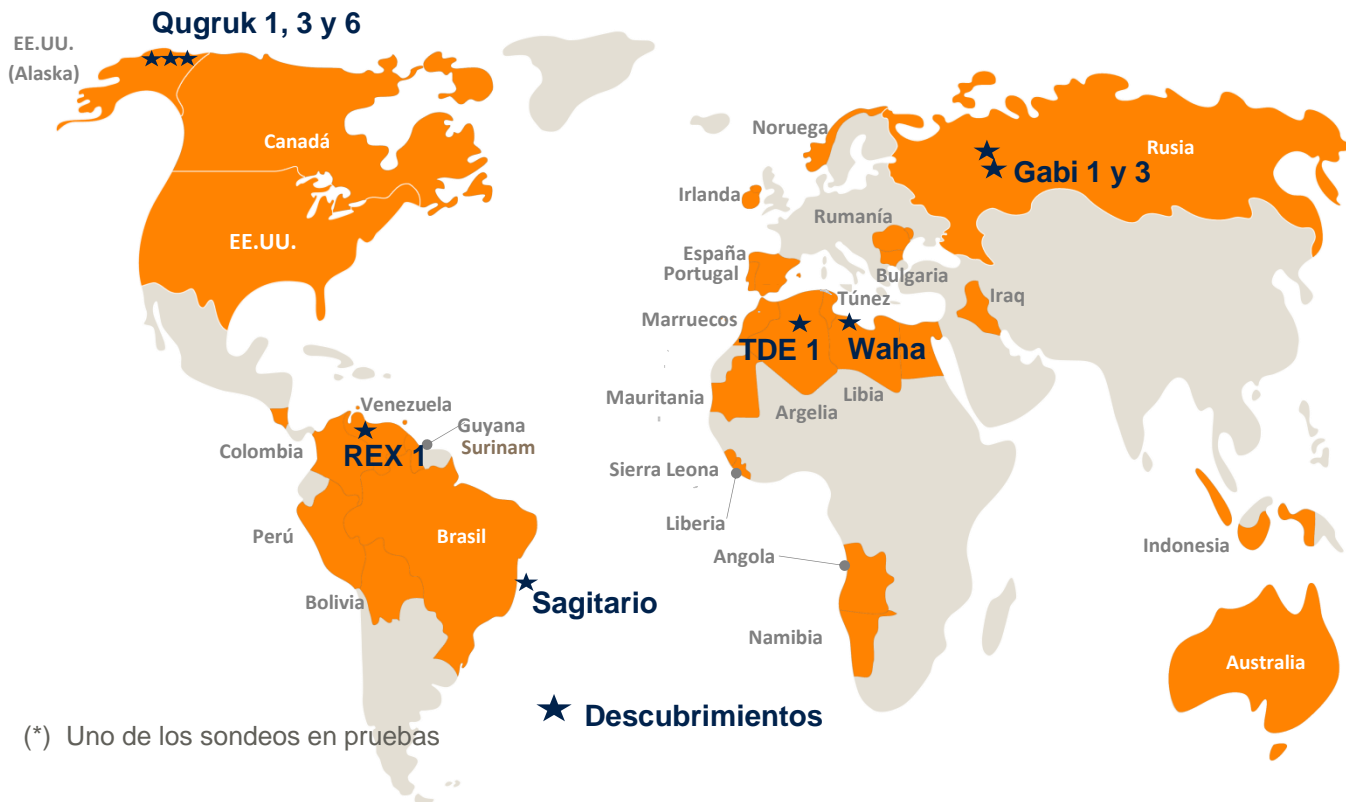 Qugruk 1, 3 y 6
EE.UU.
(Alaska)
Canadá
EE.UU.
Noruega
Rusia
Gabi 1 y 3
Irlanda
Rumanía
España
Portugal
Bulgaria
Túnez
Iraq
Marruecos
TDE 1
Waha
Mauritania
Argelia
Libia
Venezuela
Guyana
Surinam
Colombia
REX 1
Sierra Leona
Liberia
Perú
Brasil
Angola
Indonesia
Bolivia
Sagitario
Namibia
Australia
Descubrimientos
(*) Uno de los sondeos en pruebas